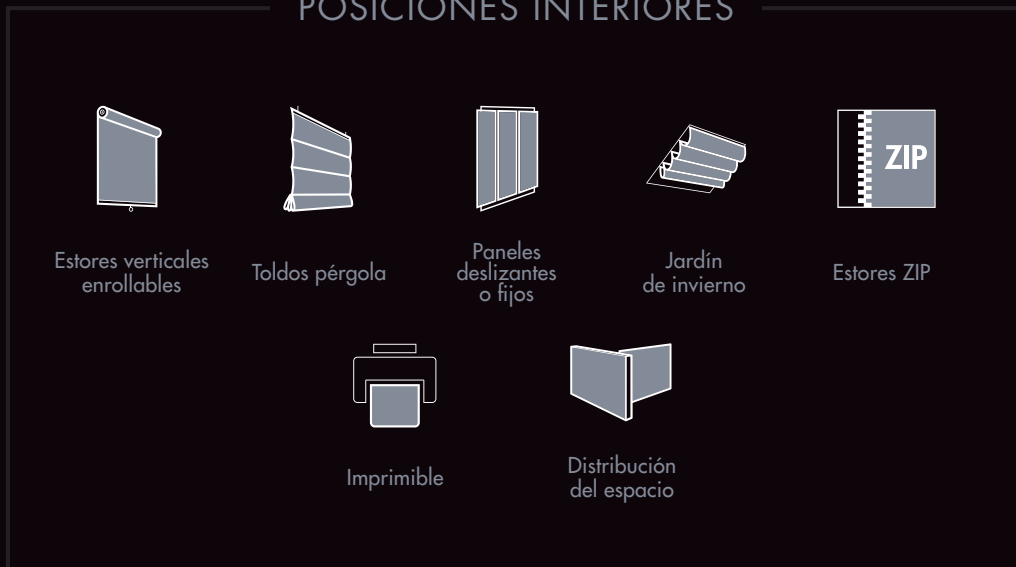 POSICIONES INTERIORES
ZIP
Estores verticales
enrollables
Toldos pérgola
Paneles
deslizantes
o fijos
Jardín
de invierno
Estores ZIP
Imprimible
Distribución
del espacio